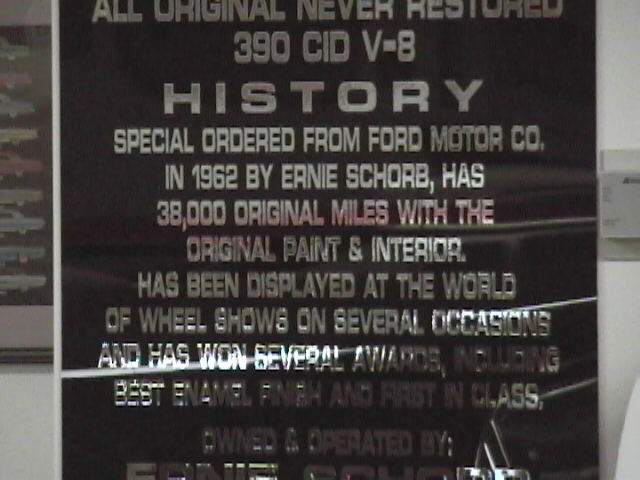 ALL ORIGINAL NEVER RESTORED
390 CID V-8
HISTORY
SPECIAL ORDERED FROM FORD MOTOR CO.
IN 1962 BY ERNIE SCHORB, HAS
38,000 ORIGINAL MILES WITH THE
ORIGINAL PAINT & INTERIOR.
HAS BEEN DISPLAYED AT THE WORLD
OF WHEEL SHOWS ON SEVERAL OCCASIONS
AND HAS WON SEVERAL AWARDS, INCLUDING
BEST ENAMEL FINISH AND FIRST IN CLASS.
OWNED & OPERATED BY:
ERNIE SCHORB